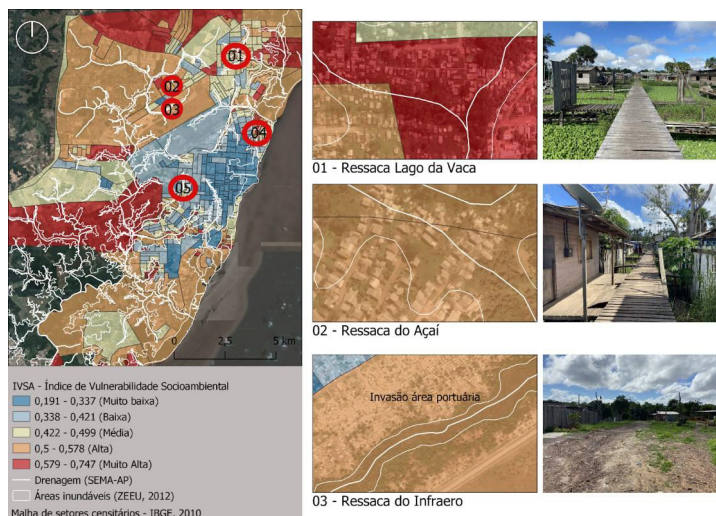 01
02
03
04
05
0 2,5 5 km
IVSA - Índice de Vulnerabilidade Socioambiental
0,191 - 0,337 (Muito baixa)
0,338 - 0,421 (Baixa)
0,422 - 0,499 (Média)
0,5 - 0,578 (Alta)
0,579 - 0,747 (Muito Alta)
Drenagem (SEMA-AP)
Áreas inundáveis (ZEEU, 2012)
Malha de setores censitários - IBGE, 2010
01 - Ressaca Lago da Vaca
02 - Ressaca do Açaí
Invasão área portuária
03 - Ressaca do Infraero